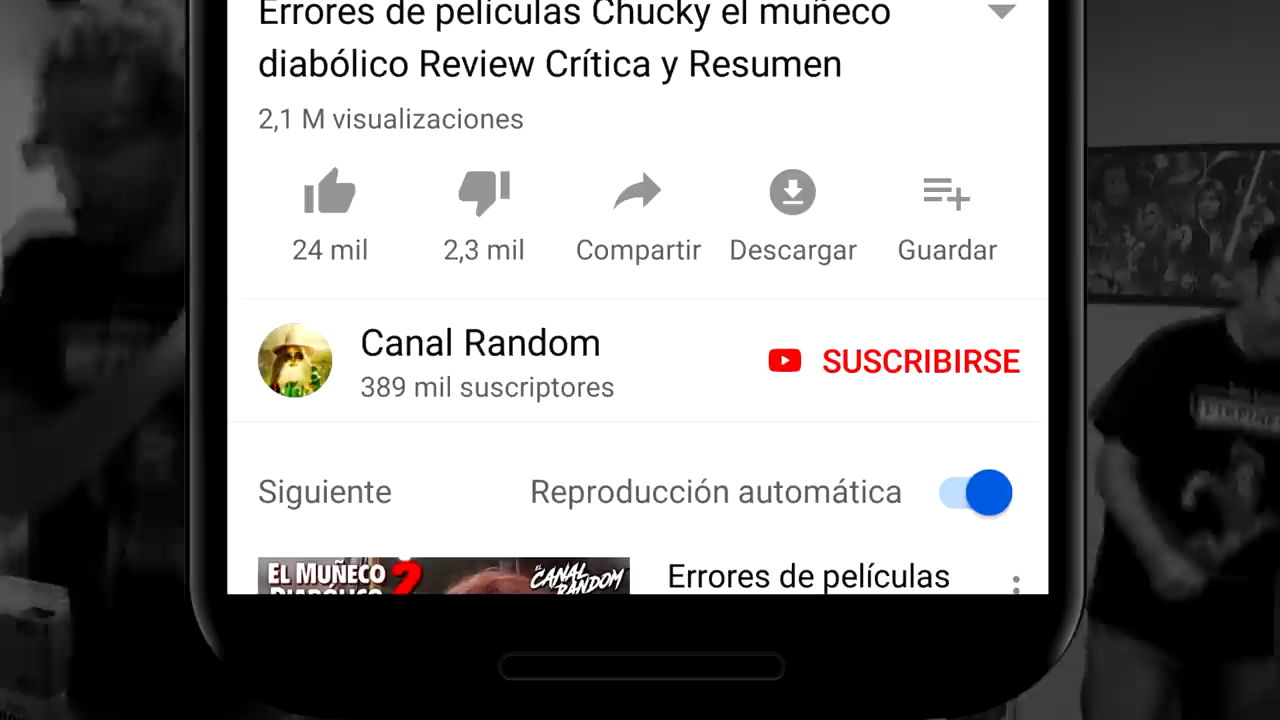 Errores de películas Chucky el muñeco
diabólico Review Crítica y Resumen
2,1 M visualizaciones
24 mil
2,3 mil
Compartir
Descargar
Guardar
Canal Random
389 mil suscriptores
SUSCRIBIRSE
Siguiente
Reproducción automática
EL MUÑECO
DIABÓLICO 2
EL CANAL
RANDOM
Errores de películas